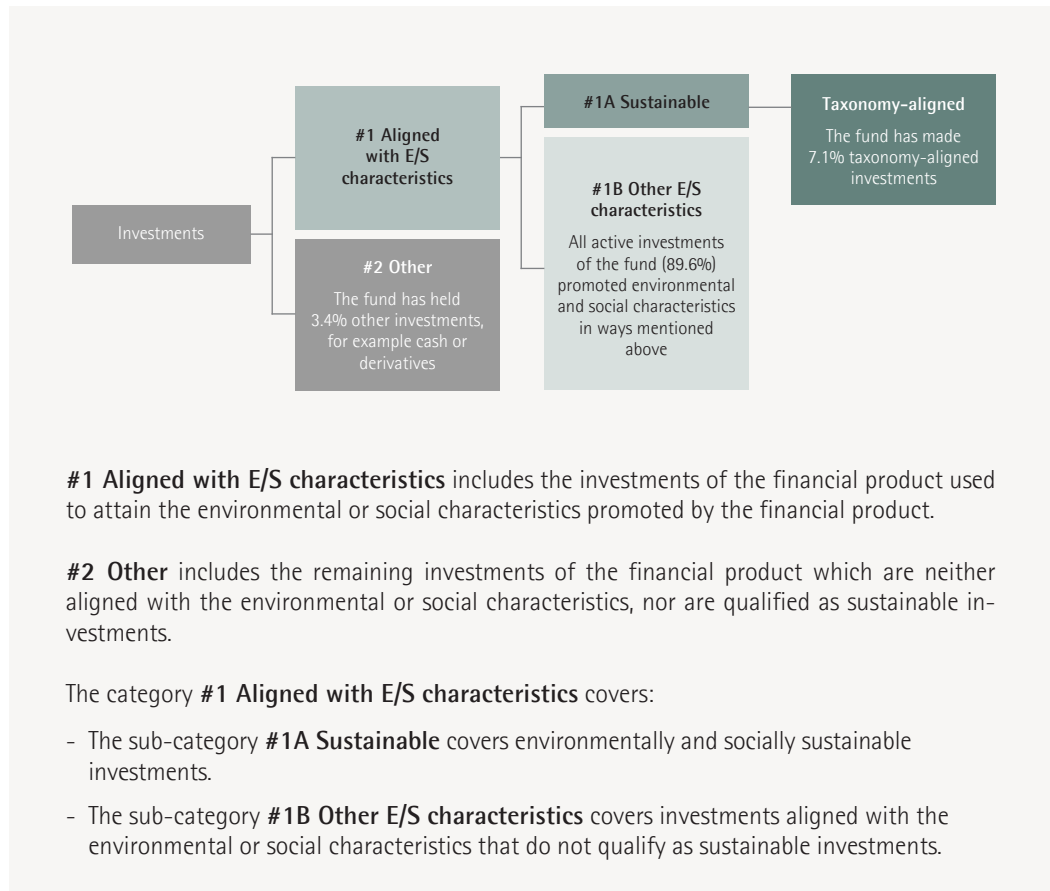 Investments
#1 Aligned
with E/S
characteristics
#2 Other
The fund has held
3.4% other investments,
for example cash or
derivatives
#1A Sustainable
#1B Other E/S
characteristics
All active investments
of the fund (89.6%)
promoted environmental
and social characteristics
in ways mentioned
above
Taxonomy-aligned
The fund has made
7.1% taxonomy-aligned
investments
#1 Aligned with E/S characteristics includes the investments of the financial product used
to attain the environmental or social characteristics promoted by the financial product.
#2 Other includes the remaining investments of the financial product which are neither
aligned with the environmental or social characteristics, nor are qualified as sustainable in-
vestments.
The category #1 Aligned with E/S characteristics covers:
- The sub-category #1A Sustainable covers environmentally and socially sustainable
investments.
- The sub-category #1B Other E/S characteristics covers investments aligned with the
environmental or social characteristics that do not qualify as sustainable investments.